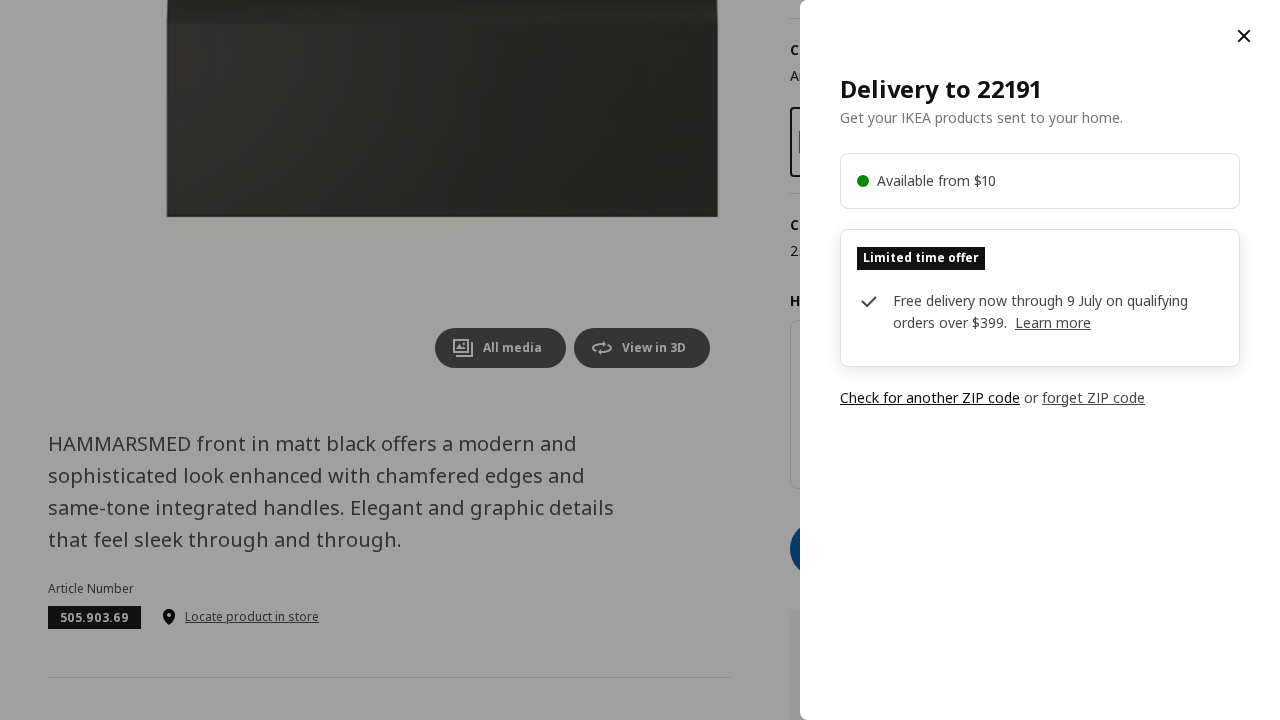 All media
View in 3D
HAMMARSMED front in matt black offers a modern and
sophisticated look enhanced with chamfered edges and
same-tone integrated handles. Elegant and graphic details
that feel sleek through and through.
Article Number
505.903.69
Locate product in store
Delivery to 22191
Get your IKEA products sent to your home.
Available from $10
Limited time offer
Free delivery now through 9 July on qualifying
orders over $399. Learn more
Check for another ZIP code or forget ZIP code